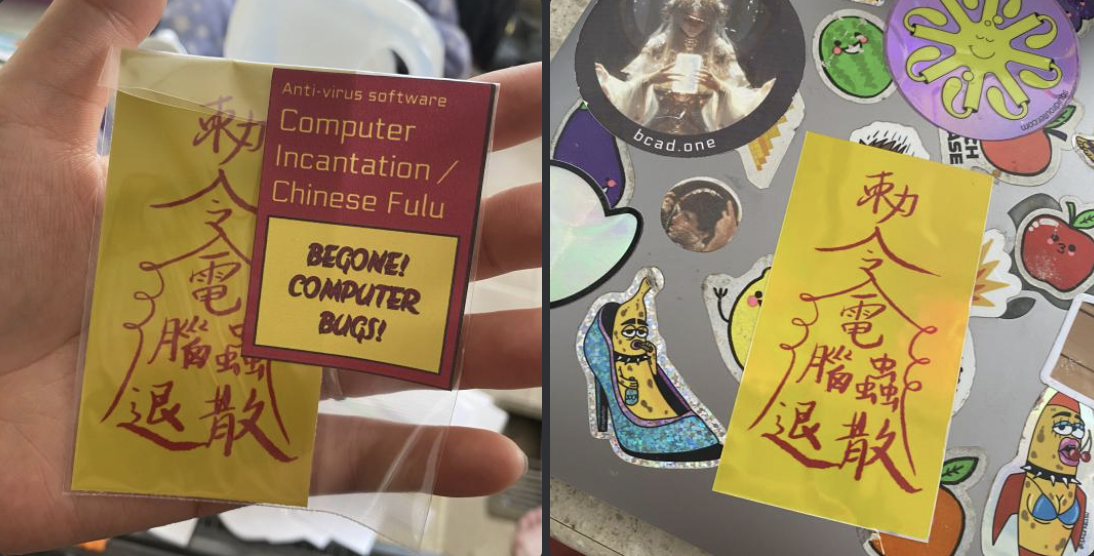 Anti-virus software
Computer
Incantation /
Chinese Fulu
BEGONE!
COMPUTER
BUGS!
敕
令
電
腦蟲
退散
bcad.one
敕
令
電
腦蟲
退散